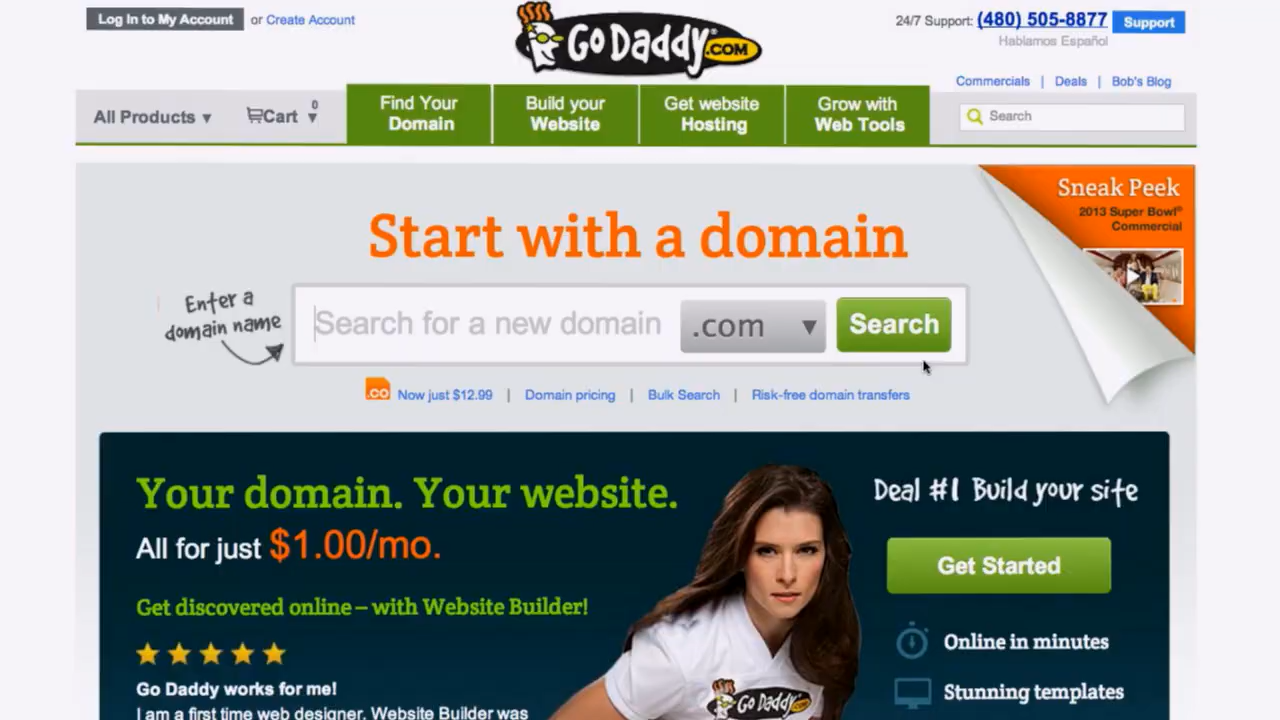 Log In to My Account or Create Account
Go Daddy.COM
24/7 Support: (480) 505-8877 Support
Hablamos Español
Commercials | Deals | Bob's Blog
All Products ▼ Cart 0 ▼
Find Your Domain
Build your Website
Get website Hosting
Grow with Web Tools
Search
Sneak Peek
2013 Super Bowl®
Commercial
Start with a domain
Enter a
domain name
Search for a new domain .com ▼ Search
.co Now just $12.99 | Domain pricing | Bulk Search | Risk-free domain transfers
Your domain. Your website.
All for just $1.00/mo.
Get discovered online – with Website Builder!
Go Daddy works for me!
I am a first time web designer. Website Builder was
Go Daddy.COM
Deal #1 Build your site
Get Started
Online in minutes
Stunning templates